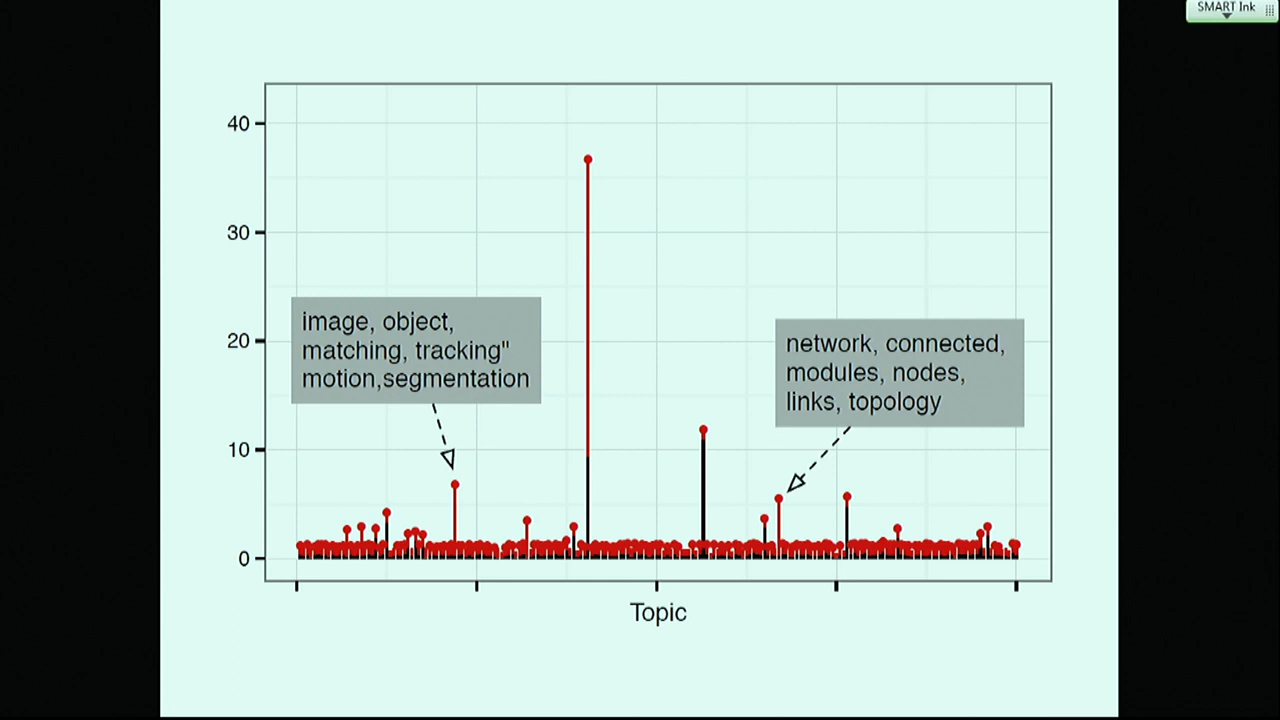 SMART Ink
40
30
20
10
0
image, object,
matching, tracking"
motion,segmentation
network, connected,
modules, nodes,
links, topology
Topic